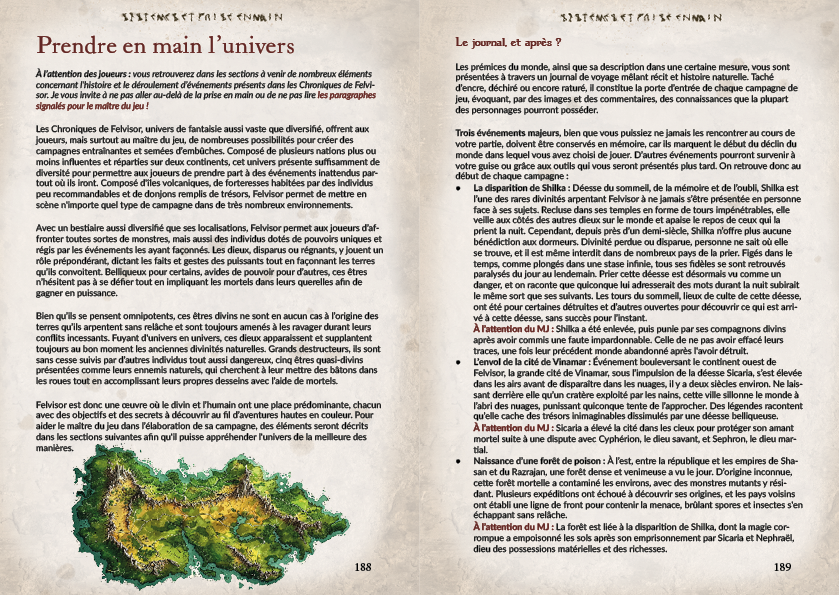 Prendre en main l'univers
À l'attention des joueurs : vous retrouverez dans les sections à venir de nombreux éléments
concernant l'histoire et le déroulement d'événements présents dans les Chroniques de Felvi-
sor. Je vous invite à ne pas aller au-delà de la prise en main ou de ne pas lire les paragraphes
signalés pour le maître du jeu !
Les Chroniques de Felvisor, univers de fantaisie aussi vaste que diversifié, offrent aux
joueurs, mais surtout au maître du jeu, de nombreuses possibilités pour créer des
campagnes entraînantes et semées d'embûches. Composé de plusieurs nations plus ou
moins influentes et réparties sur deux continents, cet univers présente suffisamment de
diversité pour permettre aux joueurs de prendre part à des événements inattendus par-
tout où ils iront. Composé d'îles volcaniques, de forteresses habitées par des individus
peu recommandables et de donjons remplis de trésors, Felvisor permet de mettre en
scène n'importe quel type de campagne dans de très nombreux environnements.
Avec un bestiaire aussi diversifié que ses localisations, Felvisor permet aux joueurs d'af-
fronter toutes sortes de monstres, mais aussi des individus dotés de pouvoirs uniques et
régis par les événements les ayant façonnés. Les dieux, disparus ou régnants, y jouent un
rôle prépondérant, dictant les faits et gestes des puissants tout en façonnant les terres
qu'ils convoitent. Belliqueux pour certains, avides de pouvoir pour d'autres, ces êtres
n'hésitent pas à se défier tout en impliquant les mortels dans leurs querelles afin de
gagner en puissance.
Bien qu'ils se pensent omnipotents, ces êtres divins ne sont en aucun cas à l'origine des
terres qu'ils arpentent sans relâche et sont toujours amenés à les ravager durant leurs
conflits incessants. Fuyant d'univers en univers, ces dieux apparaissent et supplantent
toujours au bon moment les anciennes divinités naturelles. Grands destructeurs, ils sont
sans cesse suivis par d'autres individus tout aussi dangereux, cinq êtres quasi-divins
présentées comme leurs ennemis naturels, qui cherchent à leur mettre des bâtons dans
les roues tout en accomplissant leurs propres desseins avec l'aide de mortels.
Felvisor est donc une œuvre où le divin et l'humain ont une place prédominante, chacun
avec des objectifs et des secrets à découvrir au fil d'aventures hautes en couleur. Pour
aider le maître du jeu dans l'élaboration de sa campagne, des éléments seront décrits
dans les sections suivantes afin qu'il puisse appréhender l'univers de la meilleure des
manières.
188
Le journal, et après ?
Les prémices du monde, ainsi que sa description dans une certaine mesure, vous sont
présentées à travers un journal de voyage mêlant récit et histoire naturelle. Taché
d'encre, déchiré ou encore raturé, il constitue la porte d'entrée de chaque campagne de
jeu, évoquant, par des images et des commentaires, des connaissances que la plupart
des personnages pourront posséder.
Trois événements majeurs, bien que vous puissiez ne jamais les rencontrer au cours de
votre partie, doivent être conservés en mémoire, car ils marquent le début du déclin du
monde dans lequel vous avez choisi de jouer. D'autres événements pourront survenir à
votre guise ou grâce aux outils qui vous seront présentés plus tard. On retrouve donc au
début de chaque campagne :
• La disparition de Shilka : Déesse du sommeil, de la mémoire et de l'oubli, Shilka est
l'une des rares divinités arpentant Felvisor à ne jamais s'être présentée en personne
face à ses sujets. Recluse dans ses temples en forme de tours impénétrables, elle
veille aux côtés des autres dieux sur le monde et apaise le repos de ceux qui la
prient la nuit. Cependant, depuis près d'un demi-siècle, Shilka n'offre plus aucune
bénédiction aux dormeurs. Divinité perdue ou disparue, personne ne sait où elle
se trouve, et il est même interdit dans de nombreux pays de la prier. Figés dans le
temps, comme plongés dans une stase infinie, tous ses fidèles se sont retrouvés
paralysés du jour au lendemain. Prier cette déesse est désormais vu comme un
danger, et on raconte que quiconque lui adresserait des mots durant la nuit subirait
le même sort que ses suivants. Les tours du sommeil, lieux de culte de cette déesse,
ont été pour certaines détruites et d'autres ouvertes pour découvrir ce qui est arri-
vé à cette déesse, sans succès pour l'instant.
À l'attention du MJ : Shilka a été enlevée, puis punie par ses compagnons divins
après avoir commis une faute impardonnable. Celle de ne pas avoir effacé leurs
traces, une fois leur précédent monde abandonné après l'avoir détruit.
• L'envol de la cité de Vinamar : Événement bouleversant le continent ouest de
Felvisor, la grande cité de Vinamar, sous l'impulsion de la déesse Sicaria, s'est élevée
dans les airs avant de disparaître dans les nuages, il y a deux siècles environ. Ne lais-
sant derrière elle qu'un cratère exploité par les nains, cette ville sillonne le monde à
l'abri des nuages, punissant quiconque tente de l'approcher. Des légendes racontent
qu'elle cache des trésors inimaginables dissimulés par une déesse belliqueuse.
À l'attention du MJ : Sicaria a élevé la cité dans les cieux pour protéger son amant
mortel suite à une dispute avec Cyphérion, le dieu savant, et Sephron, le dieu mar-
tial.
• Naissance d'une forêt de poison : À l'est, entre la république et les empires de Sha-
san et du Razrajan, une forêt dense et venimeuse a vu le jour. D'origine inconnue,
cette forêt mortelle a contaminé les environs, avec des monstres mutants y rési-
dant. Plusieurs expéditions ont échoué à découvrir ses origines, et les pays voisins
ont établi une ligne de front pour contenir la menace, brûlant spores et insectes s'en
échappant sans relâche.
À l'attention du MJ : La forêt est liée à la disparition de Shilka, dont la magie cor-
rompue a empoisonné les sols après son emprisonnement par Sicaria et Nephraël,
dieu des possessions matérielles et des richesses.
189